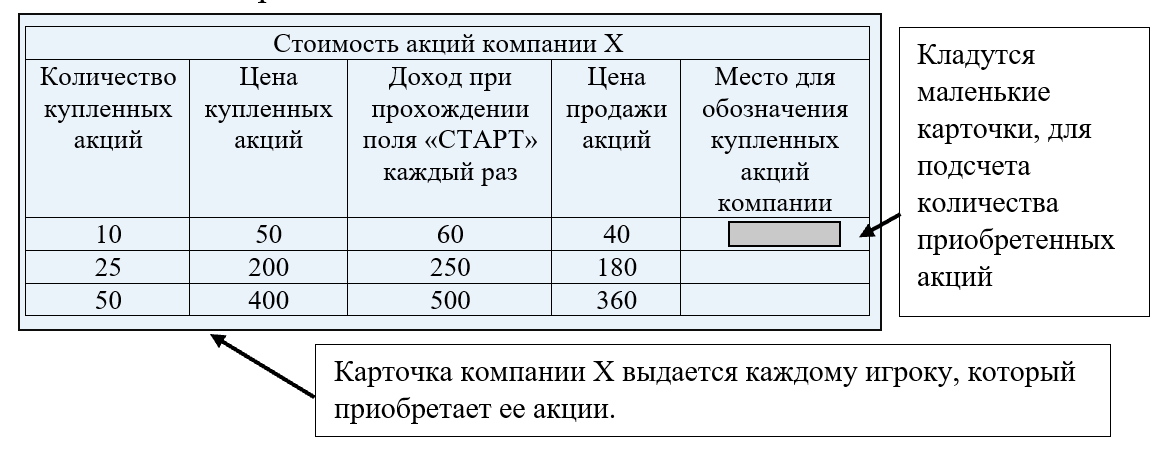 Стоимость акций компании X
Количество купленных акций
Цена купленных акций
Доход при прохождении поля «СТАРТ» каждый раз
Цена продажи акций
Место для обозначения купленных акций компании
10 50 60 40
25 200 250 180
50 400 500 360
Кладутся
маленькие
карточки, для
подсчета
количества
приобретенных
акций
Карточка компании X выдается каждому игроку, который
приобретает ее акции.